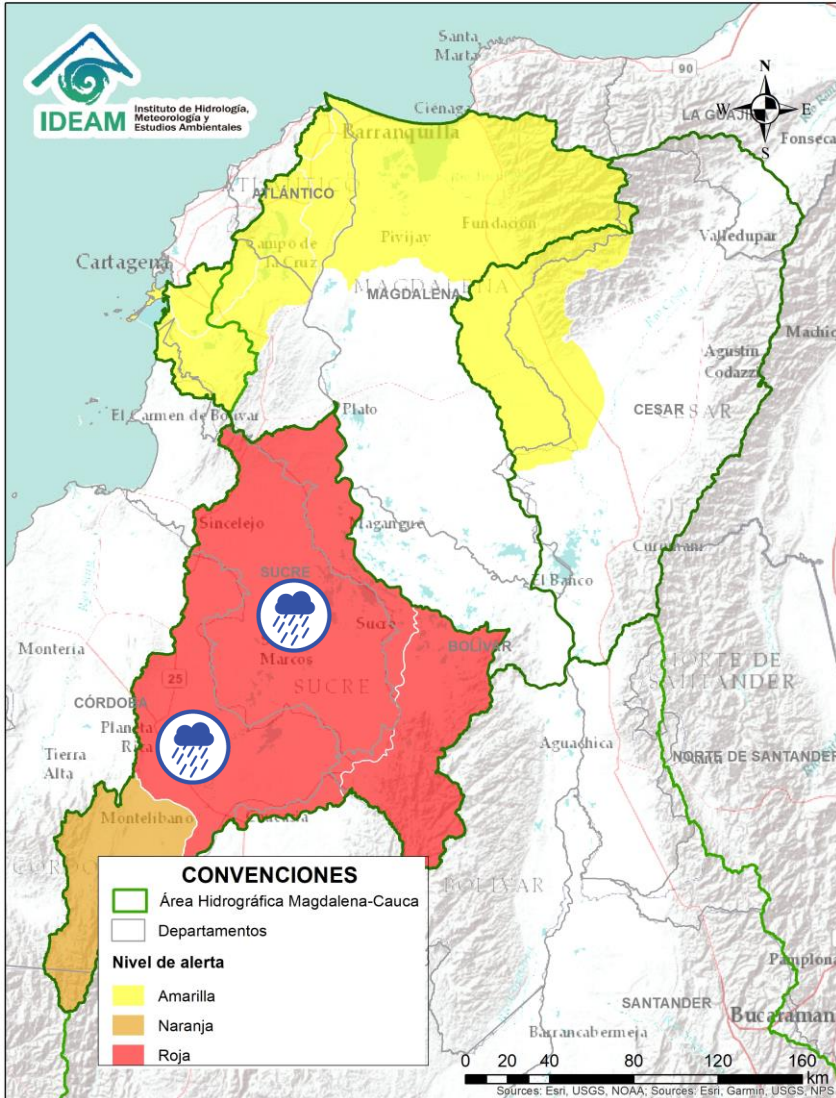 IDEAM
Instituto de Hidrología,
Meteorología y
Estudios Ambientales
Santa
Marta
90
N
W
E
S
Ciénaga
LA GUAJIRA
Fonseca
Barranquilla
ATLÁNTICO
Valledupar
Fundación
Pivijay
Campo de
la Cruz
Cartagena
MAGDALENA
Agustín
Codazzi
CESAR
CESAR
El Carmen de Bolívar
Plato
Sincelejo
Magangué
Curumaní
SUCRE
El Banco
Sucre
Montería
Marcos
BOLÍVAR
25
SUCRE
NORTE DE
SANTANDER
CÓRDOBA
Planeta
Rica
Aguachica
Tierra
Alta
NORTE DE SANTANDER
Montelíbano
Caucasia
BOLÍVAR
CONVENCIONES
Área Hidrográfica Magdalena-Cauca
Departamentos
Nivel de alerta
Amarilla
Naranja
Roja
Pamplona
SANTANDER
Bucaraman
Barrancabermeja
0 20 40 80 120 160
km
Sources: Esri, USGS, NOAA; Sources: Esri, Garmin, USGS, NPS